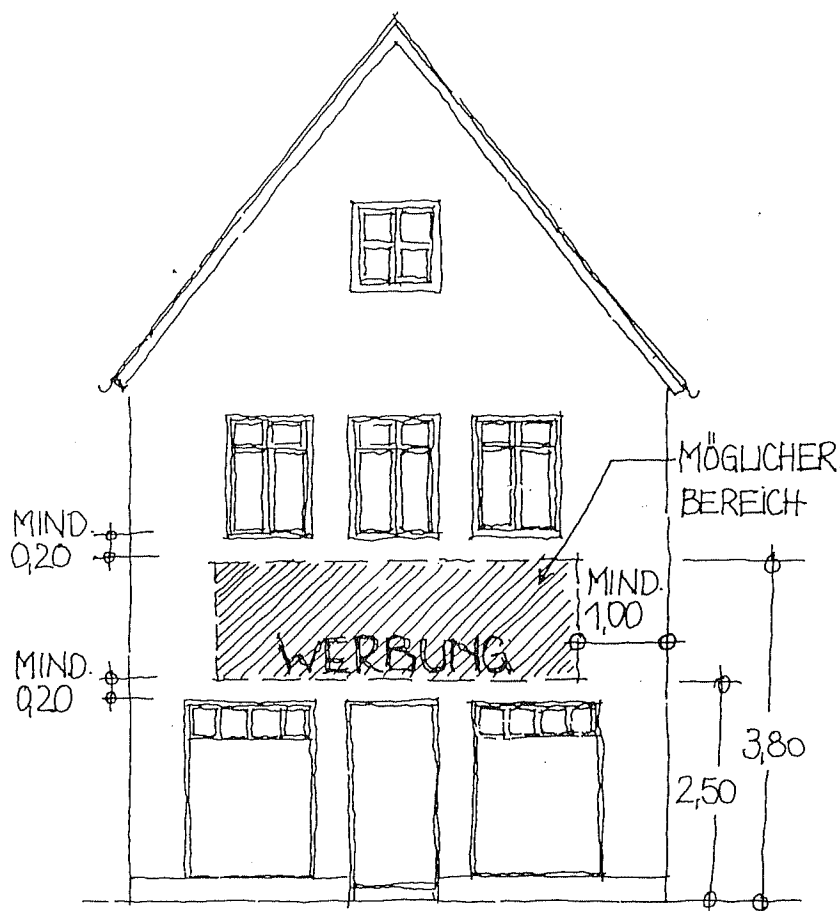 MÖGLICHER
BEREICH
MIND.
0,20
MIND.
1,00
WERBUNG
MIND.
0,20
3,80
2,50